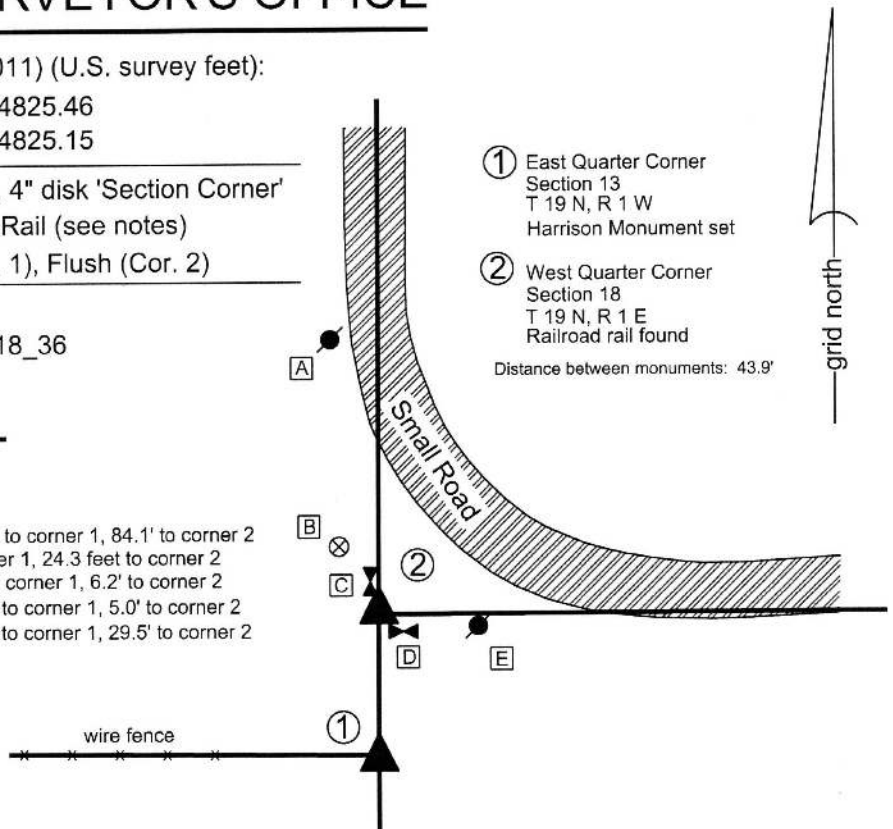 RVEYOR'S OFFICE
011) (U.S. survey feet):
4825.46
4825.15
4" disk 'Section Corner'
Rail (see notes)
1), Flush (Cor. 2)
18_36
to corner 1, 84.1' to corner 2
er 1, 24.3 feet to corner 2
corner 1, 6.2' to corner 2
to corner 1, 5.0' to corner 2
to corner 1, 29.5' to corner 2
wire fence
A
B
C
D
E
Small Road
2
1
1 East Quarter Corner
Section 13
T 19 N, R 1 W
Harrison Monument set
2 West Quarter Corner
Section 18
T 19 N, R 1 E
Railroad rail found
Distance between monuments: 43.9'
grid north